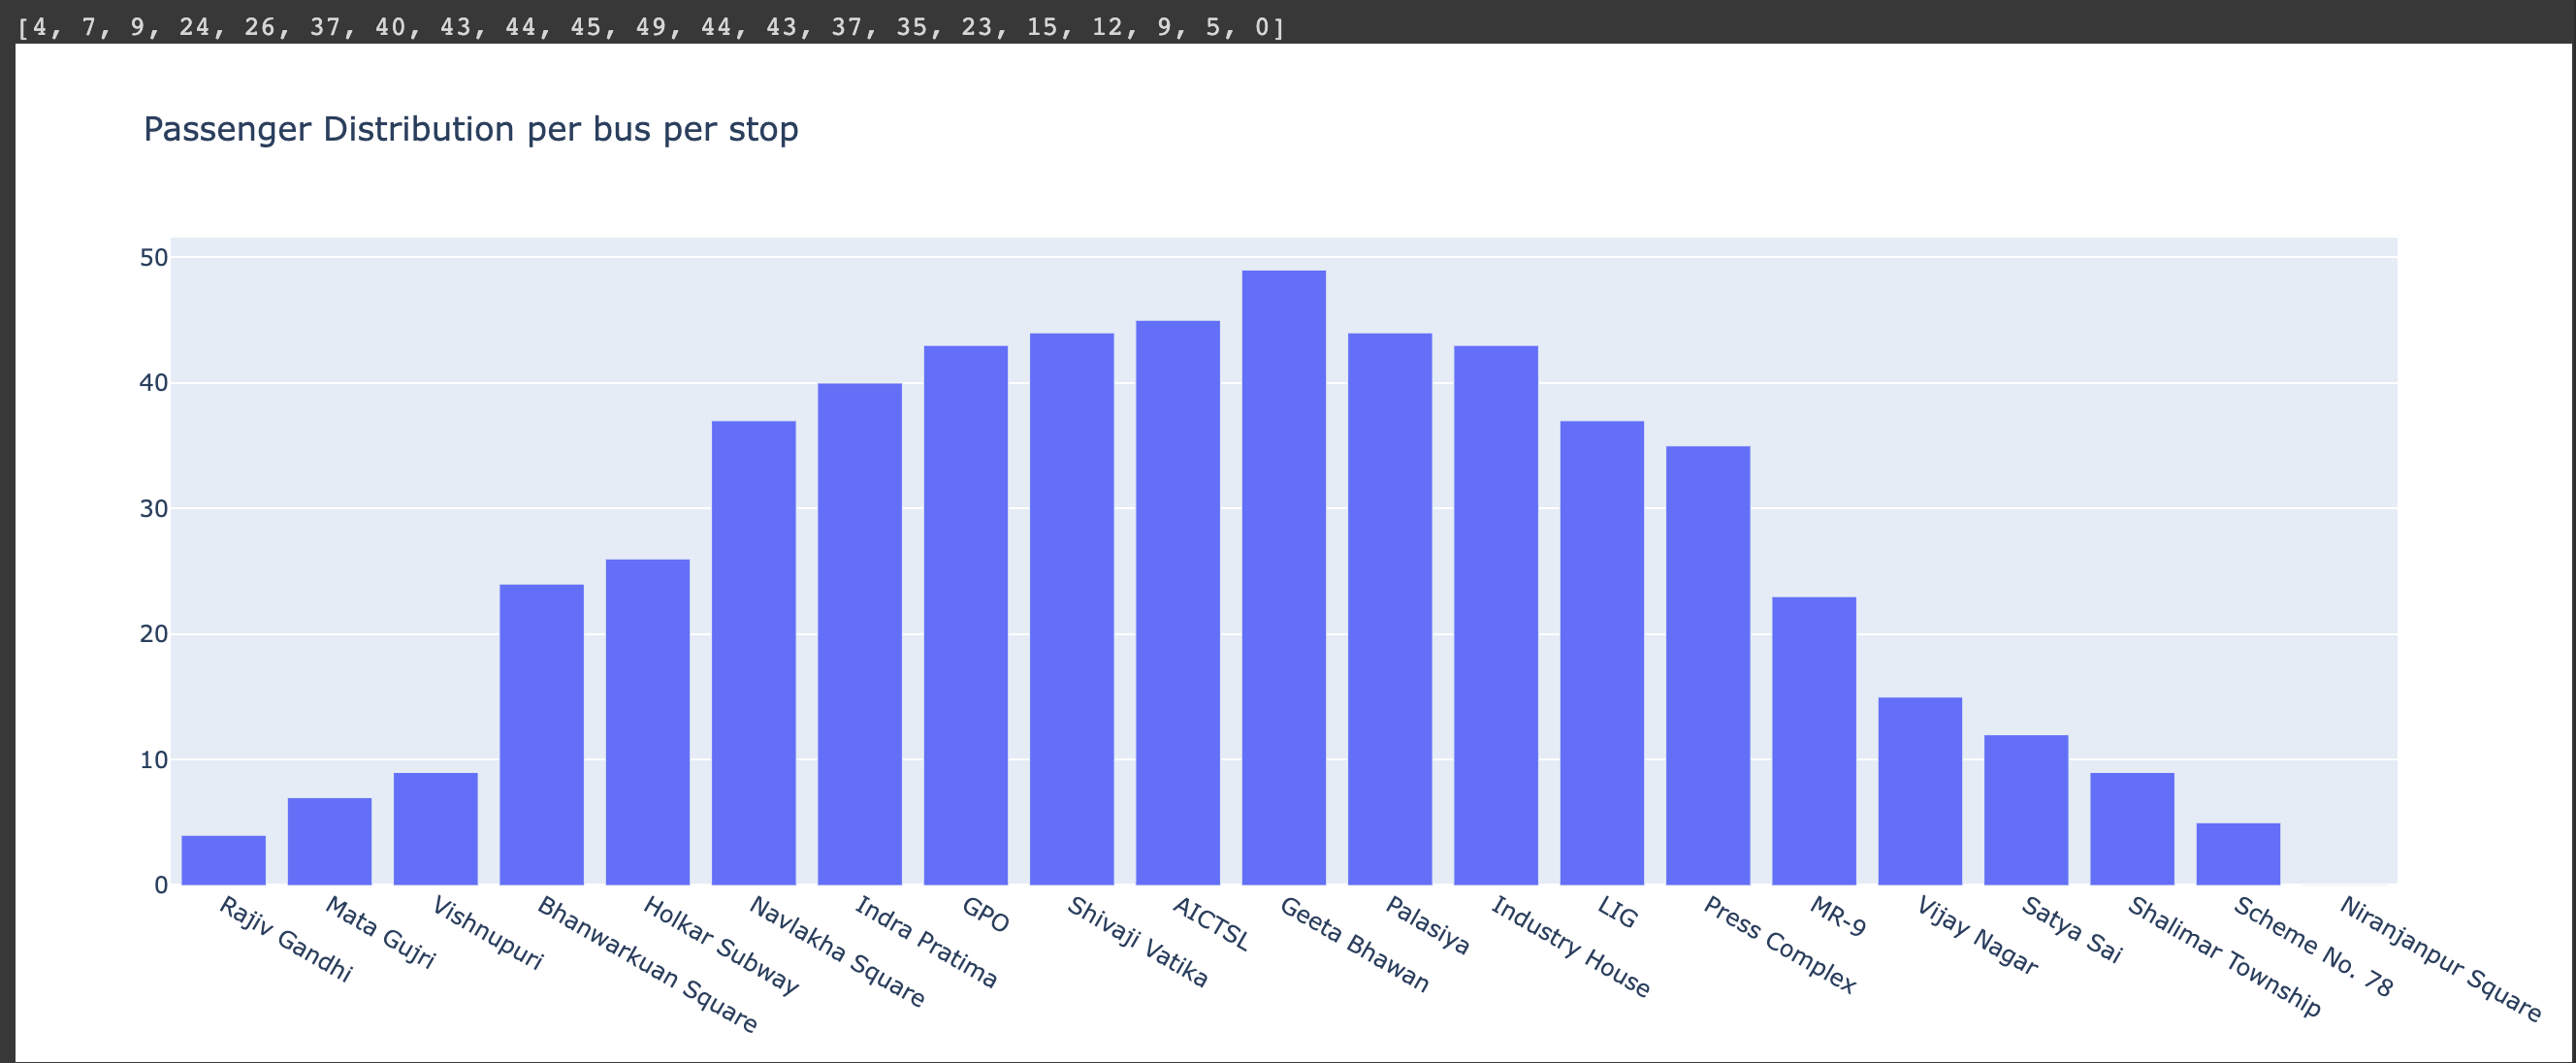 [4, 7, 9, 24, 26, 37, 40, 43, 44, 45, 49, 44, 43, 37, 35, 23, 15, 12, 9, 5, 0]
Passenger Distribution per bus per stop
50
40
30
20
10
0
Rajiv Gandhi
Mata Gujri
Vishnupuri
Bhanwarkuan Square
Holkar Subway
Navlakha Square
Indra Pratima
GPO
Shivaji Vatika
AICTSL
Geeta Bhawan
Palasiya
Industry House
LIG
Press Complex
MR-9
Vijay Nagar
Satya Sai
Shalimar Township
Scheme No. 78
Niranjanpur Square